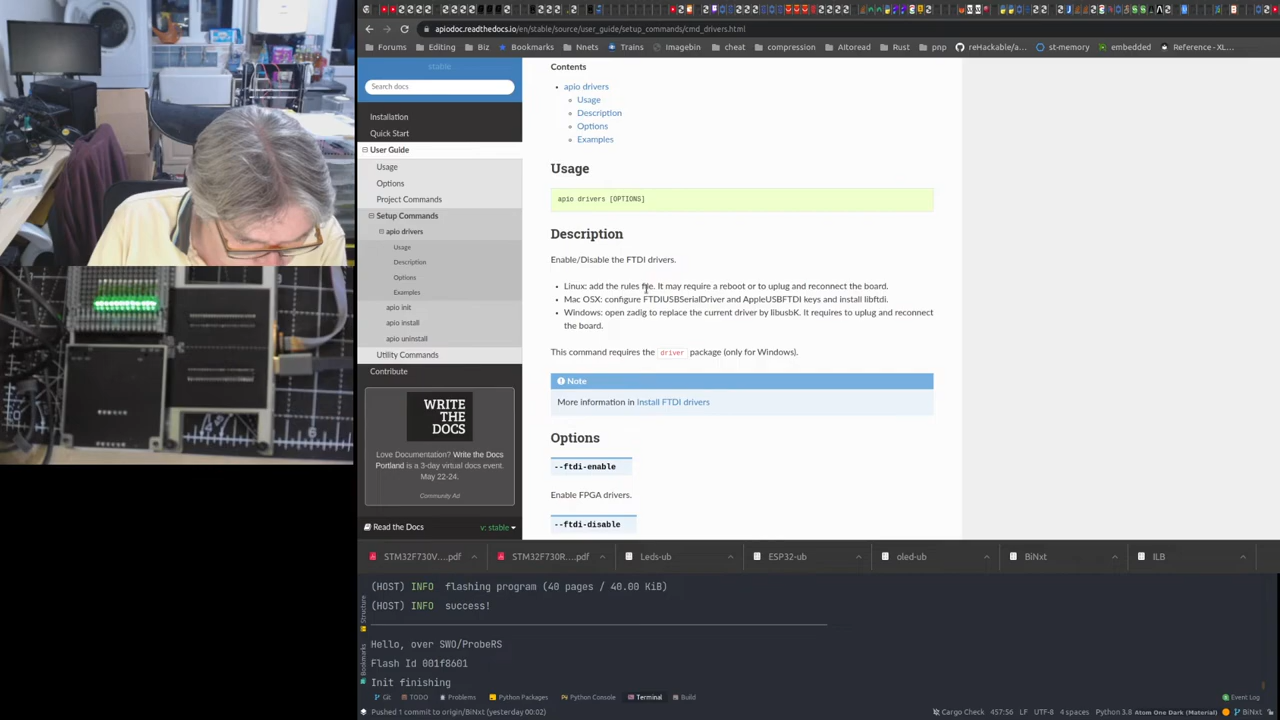 apiodoc.readthedocs.io/en/stable/source/user_guide/setup_commands/cmd_drivers.html
Forums Editing Biz Bookmarks Nnets Trains Imagebin cheat compression AItoread Rust pnp reHackable/a... st-memory embedded Reference - XL...
stable
Search docs
Installation
Quick Start
User Guide
Usage
Options
Project Commands
Setup Commands
apio drivers
Usage
Description
Options
Examples
apio init
apio install
apio uninstall
Utility Commands
Contribute
WRITE
THE
DOCS
Love Documentation? Write the Docs
Portland is a 3-day virtual docs event.
May 22-24.
Community Ad
Read the Docs
v: stable
Contents
apio drivers
Usage
Description
Options
Examples
Usage
apio drivers [OPTIONS]
Description
Enable/Disable the FTDI drivers.
Linux: add the rules file. It may require a reboot or to uplug and reconnect the board.
Mac OSX: configure FTDIUSBSerialDriver and AppleUSBFTDI keys and install libftdi.
Windows: open zadig to replace the current driver by libusbK. It requires to uplug and reconnect
the board.
This command requires the driver package (only for Windows).
Note
More information in Install FTDI drivers
Options
--ftdi-enable
Enable FPGA drivers.
--ftdi-disable
STM32F730V....pdf STM32F730R....pdf Leds-ub ESP32-ub oled-ub BiNxt ILB
(HOST) INFO flashing program (40 pages / 40.00 KiB)
(HOST) INFO success!
Hello, over SWO/ProbeRS
Flash Id 001f8601
Init finishing
Structure
Bookmarks
Git TODO Problems Python Packages Python Console Terminal Build Event Log
Pushed 1 commit to origin/BiNxt (yesterday 00:02) Cargo Check 457:56 LF UTF-8 4 spaces Python 3.8 Atom One Dark (Material) BiNxt